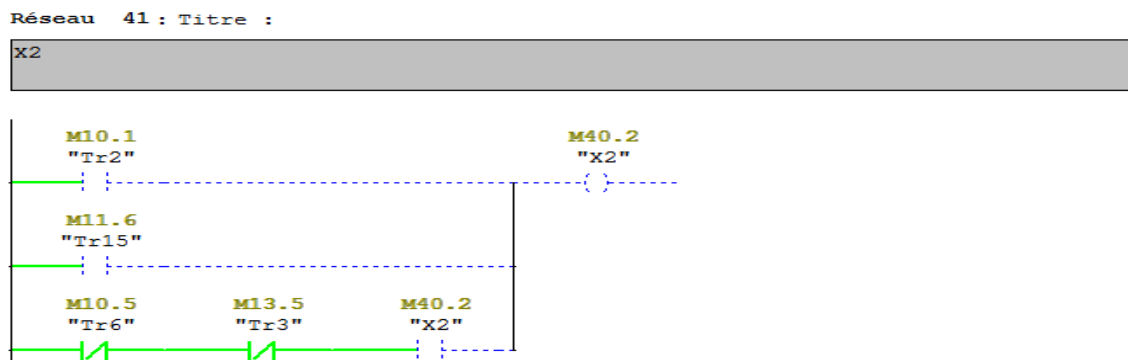 Réseau 41 : Titre :
X2
M10.1 M40.2
"Tr2" "X2"
M11.6
"Tr15"
M10.5 M13.5 M40.2
"Tr6" "Tr3" "X2"